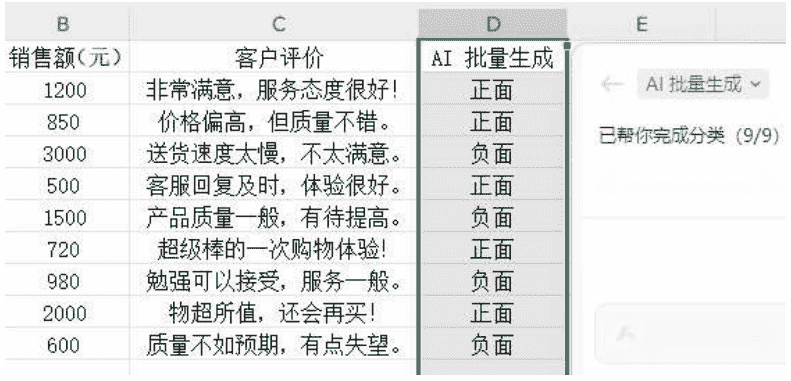 B C D E
销售额(元) 客户评价 AI 批量生成
1200 非常满意，服务态度很好！ 正面
850 价格偏高，但质量不错。 正面
3000 送货速度太慢，不太满意。 负面
500 客服回复及时，体验很好。 正面
1500 产品质量一般，有待提高。 负面
720 超级棒的一次购物体验！ 正面
980 勉强可以接受，服务一般。 负面
2000 物超所值，还会再买！ 正面
600 质量不如预期，有点失望。 负面
← AI 批量生成
已帮你完成分类（9/9）